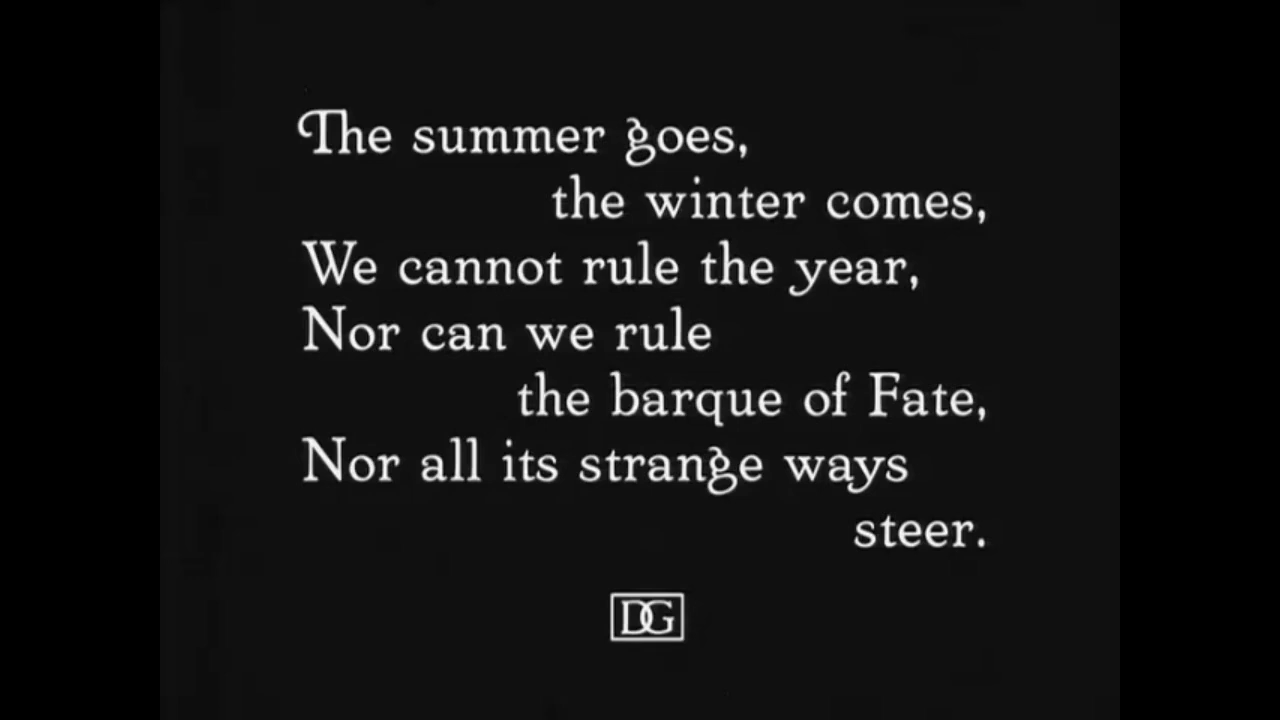 The summer goes,
the winter comes,
We cannot rule the year,
Nor can we rule
the barque of Fate,
Nor all its strange ways
steer.
DG